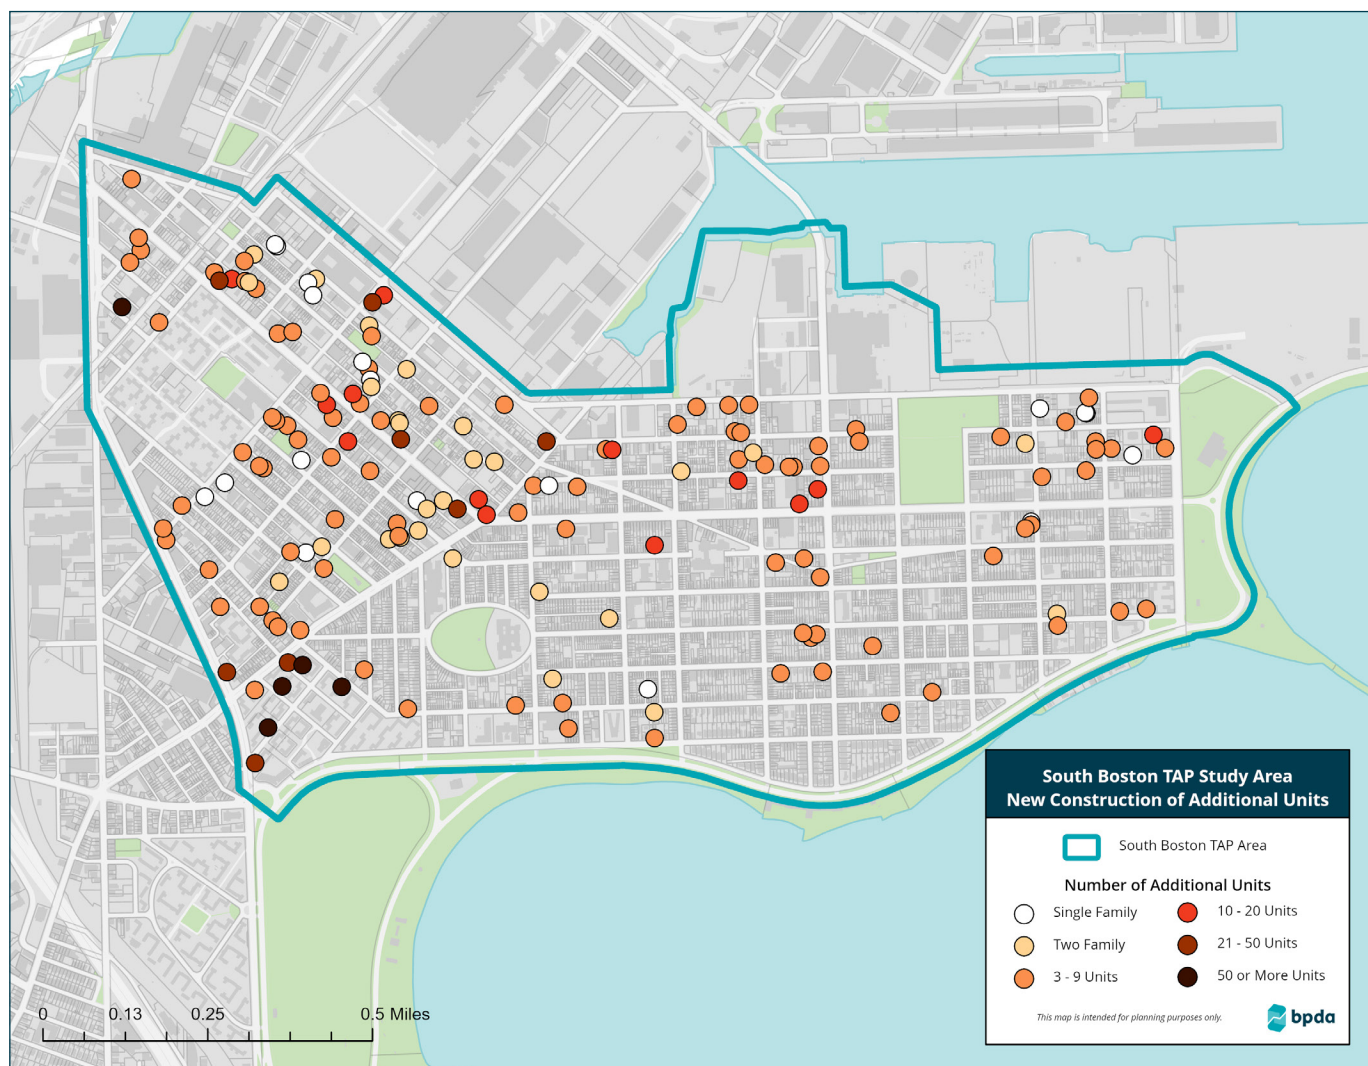 South Boston TAP Study Area
New Construction of Additional Units
South Boston TAP Area
Number of Additional Units
Single Family
10 - 20 Units
Two Family
21 - 50 Units
3 - 9 Units
50 or More Units
This map is intended for planning purposes only.
bpda
0 0.13 0.25 0.5 Miles